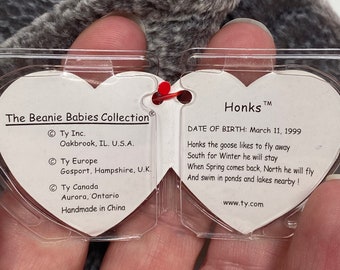 The Beanie Babies Collection®
© Ty Inc.
Oakbrook, IL. U.S.A.
© Ty Europe
Gosport, Hampshire, U.K.
© Ty Canada
Aurora, Ontario
Handmade in China
Honks™
DATE OF BIRTH: March 11, 1999
Honks the goose likes to fly away
South for Winter he will stay
When Spring comes back, North he will fly
And swim in ponds and lakes nearby !
www.ty.com